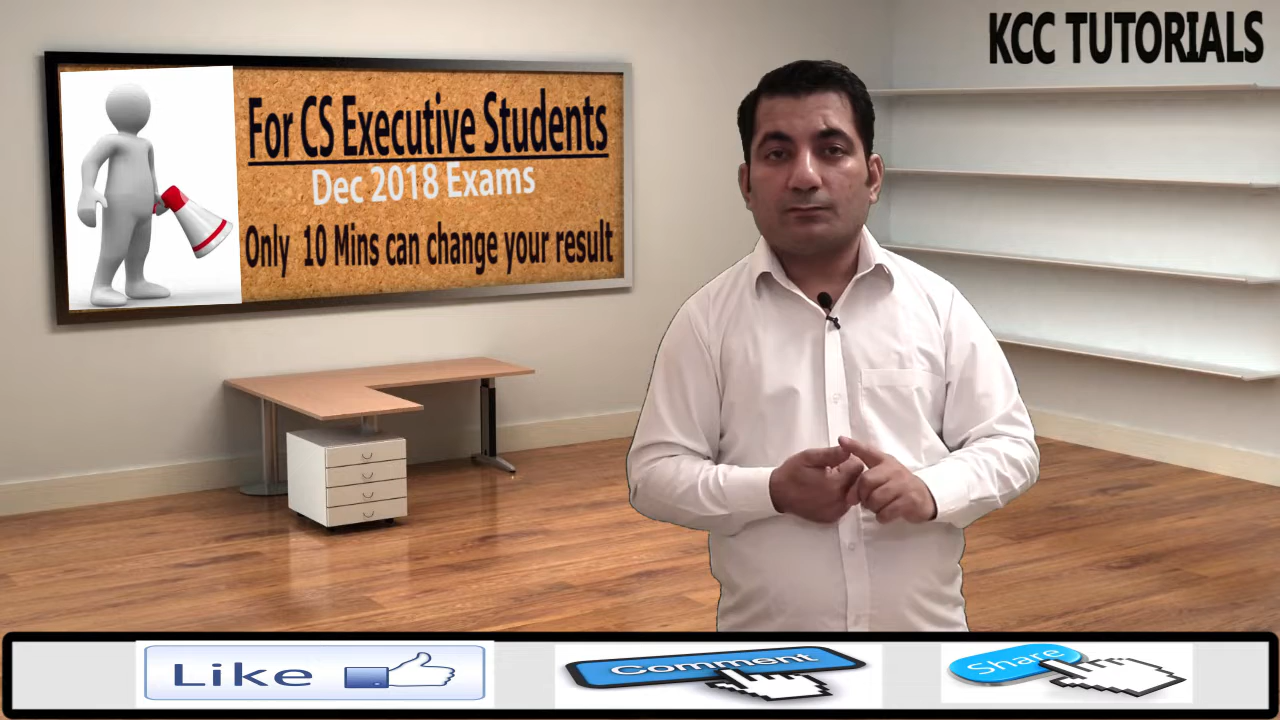 KCC TUTORIALS
For CS Executive Students
Dec 2018 Exams
Only 10 Mins can change your result
Like
Comment
Share